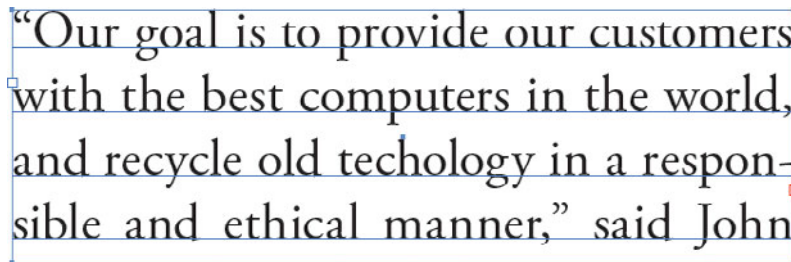 “Our goal is to provide our customers
with the best computers in the world,
and recycle old techology in a respon-
sible and ethical manner,” said John